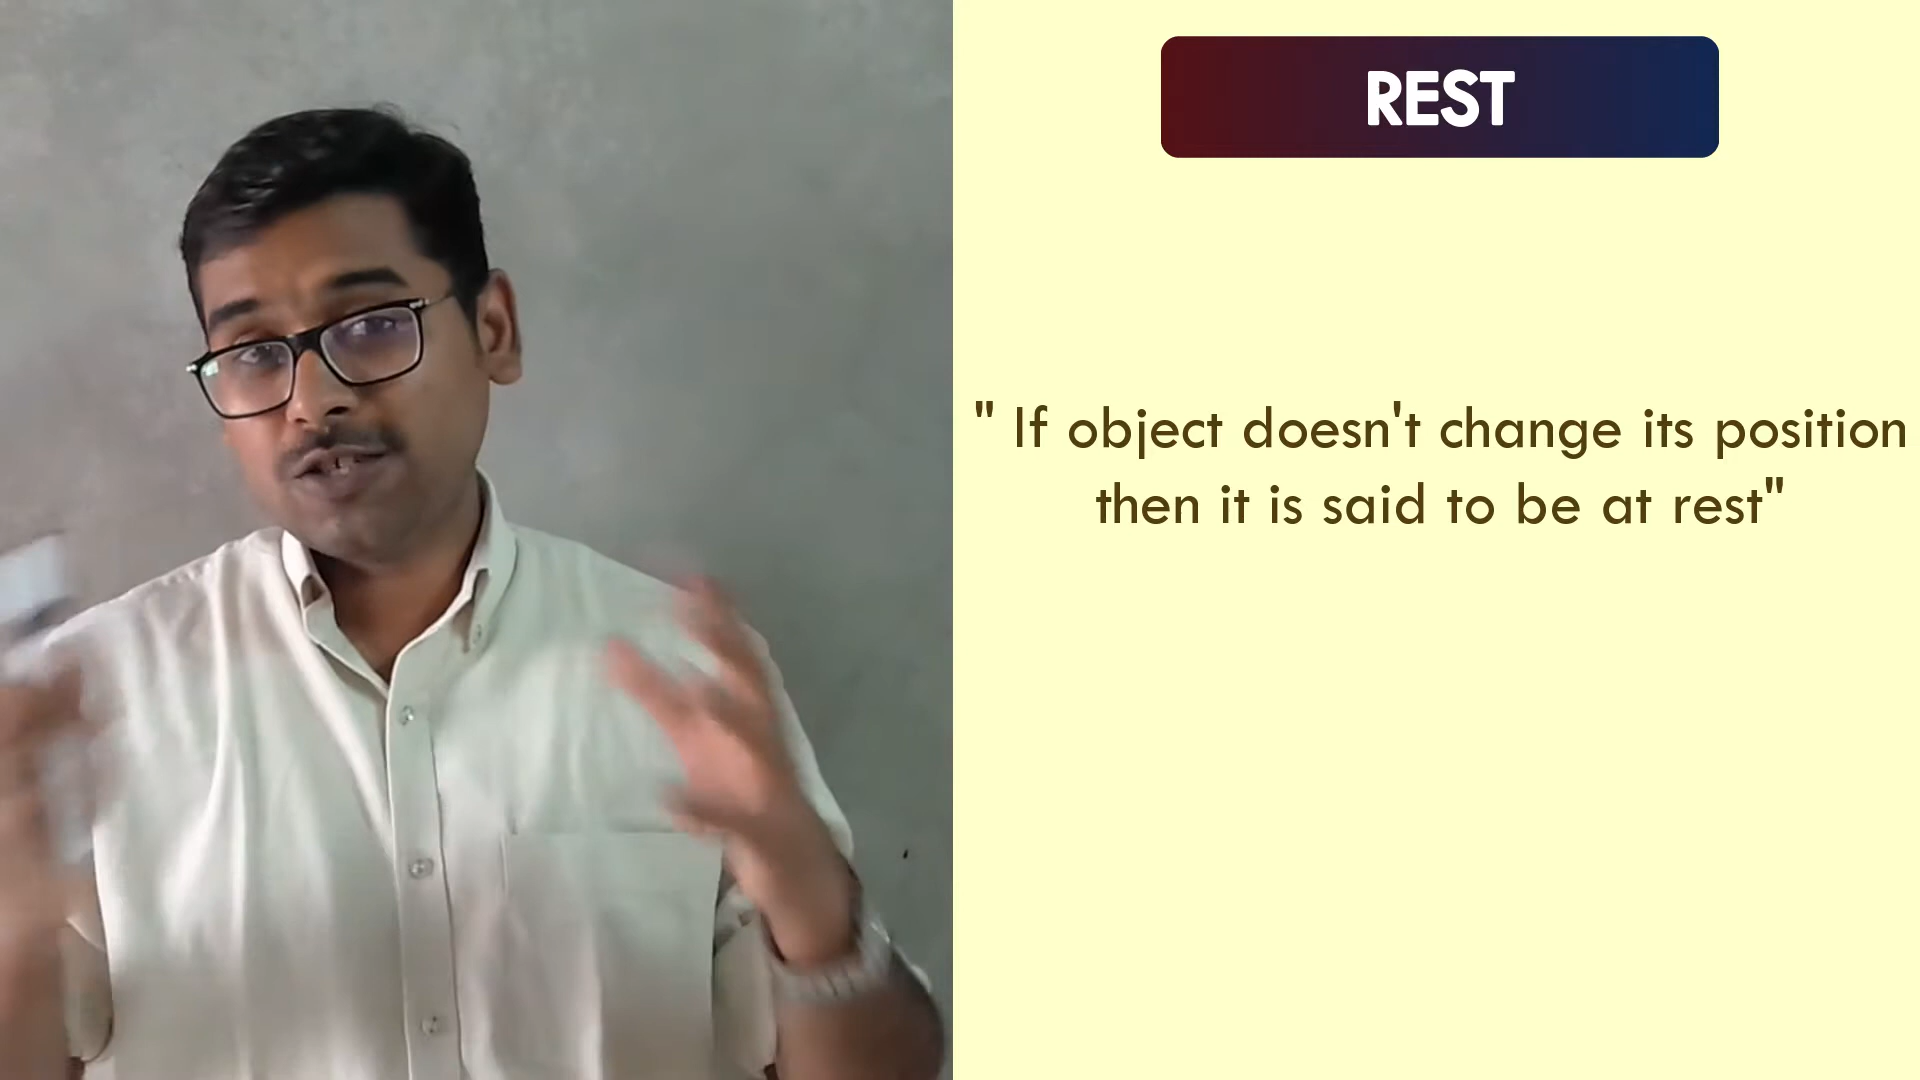 REST
" If object doesn't change its position
then it is said to be at rest"